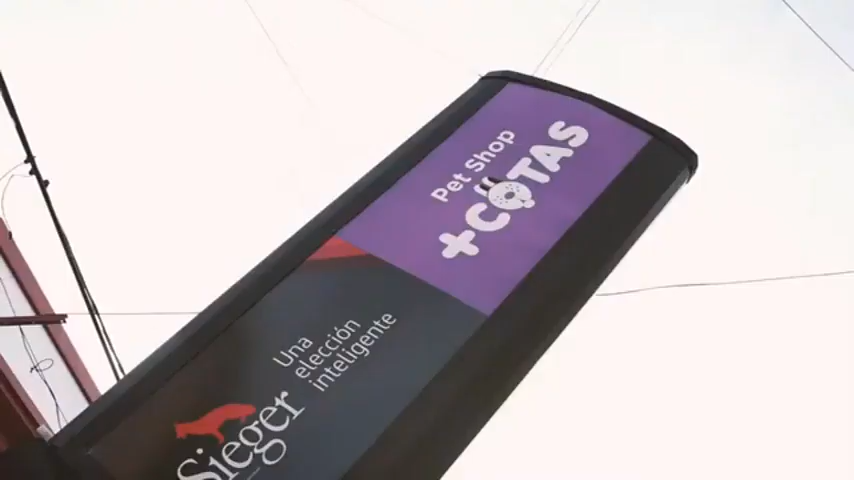 Pet Shop
+COTAS
Una
elección
inteligente
Sieger